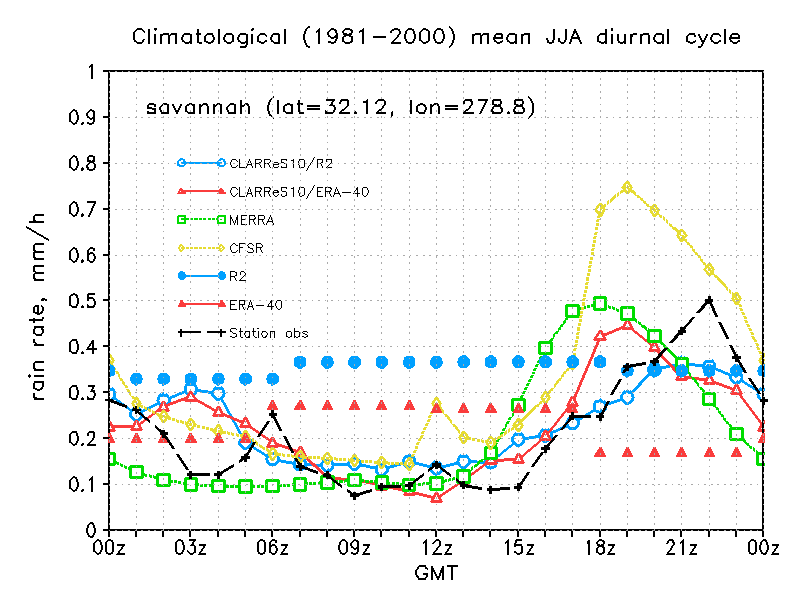 Climatological (1981-2000) mean JJA diurnal cycle
savannah (lat=32.12, lon=278.8)
CLARReS10/R2
CLARReS10/ERA-40
MERRA
CFSR
R2
ERA-40
Station obs
rain rate, mm/h
1
0.9
0.8
0.7
0.6
0.5
0.4
0.3
0.2
0.1
0
00z 03z 06z 09z 12z 15z 18z 21z 00z
GMT